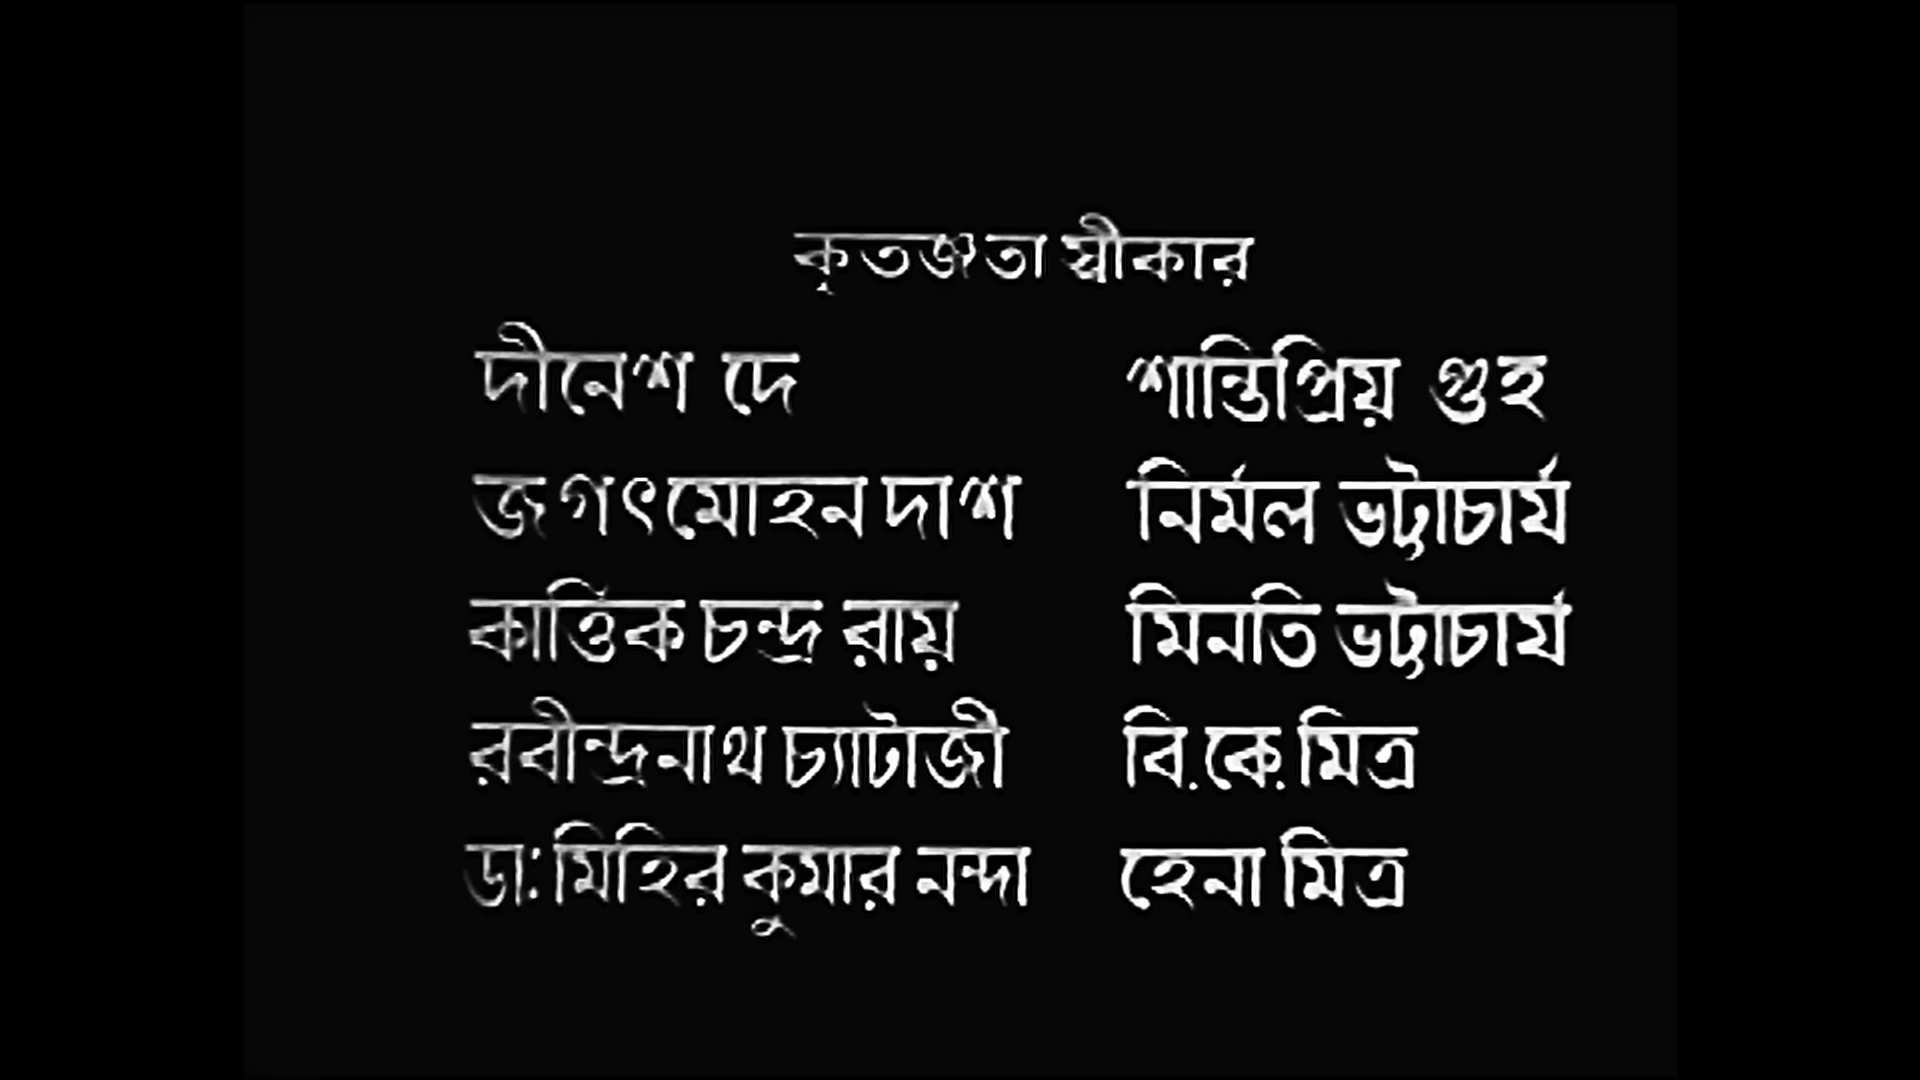 কৃতজ্ঞতা স্বীকার
দীনেশ দে
শান্তিপ্রিয় গুহ
জগৎমোহন দাশ
নির্মল ভট্টাচার্য
কার্ত্তিক চন্দ্র রায়
মিনতি ভট্টাচার্য
রবীন্দ্রনাথ চ্যাটাজী
বি.কে.মিত্র
ডাঃ মিহির কুমার নন্দা
হেনা মিত্র